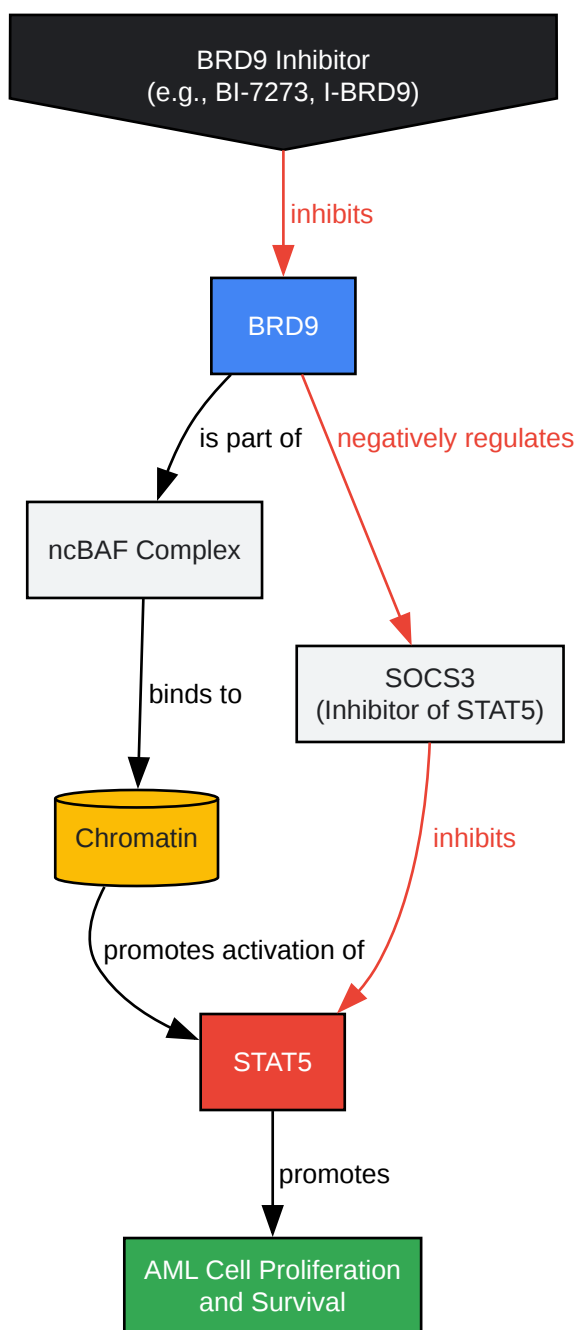 BRD9 Inhibitor
(e.g., BI-7273, I-BRD9)
inhibits
BRD9
is part of
negatively regulates
ncBAF Complex
SOCS3
(Inhibitor of STAT5)
binds to
Chromatin
inhibits
promotes activation of
STAT5
promotes
AML Cell Proliferation
and Survival